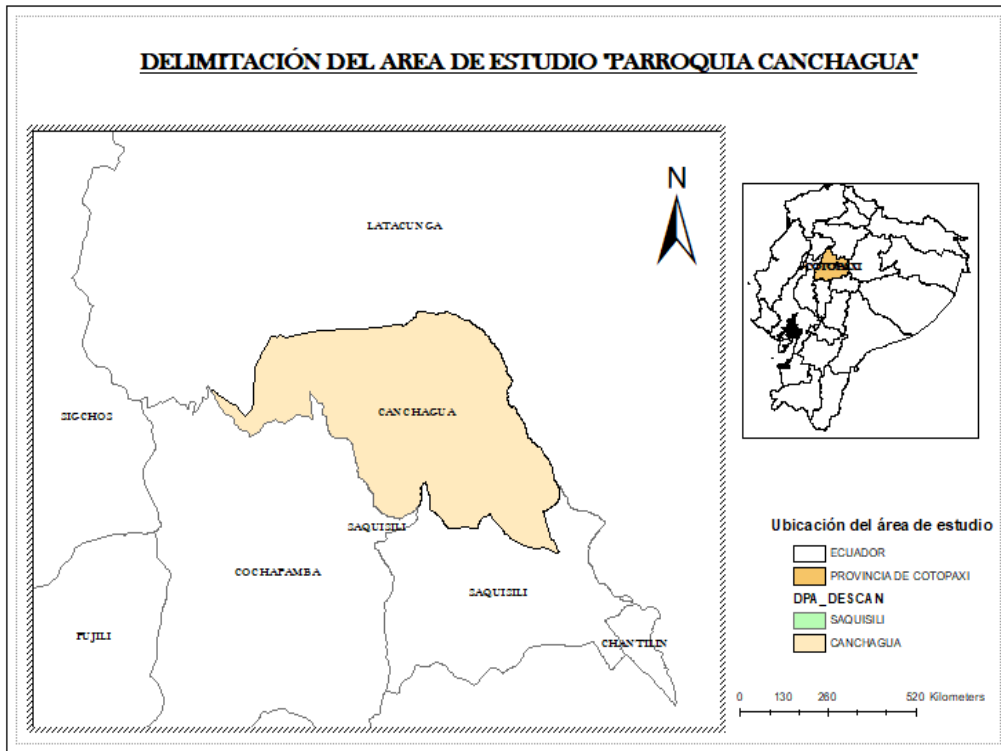 DELIMITACIÓN DEL AREA DE ESTUDIO "PARROQUIA CANCHAGUA"
N
LATACUNGA
COTOPAXI
SIGCHOS
CANCHAGUA
SAQUISILI
COCHAPAMBA
SAQUISILI
PUJILI
CHANTILIN
Ubicación del área de estudio
ECUADOR
PROVINCIA DE COTOPAXI
DPA_DESCAN
SAQUISILI
CANCHAGUA
0 130 260 520 Kilometers